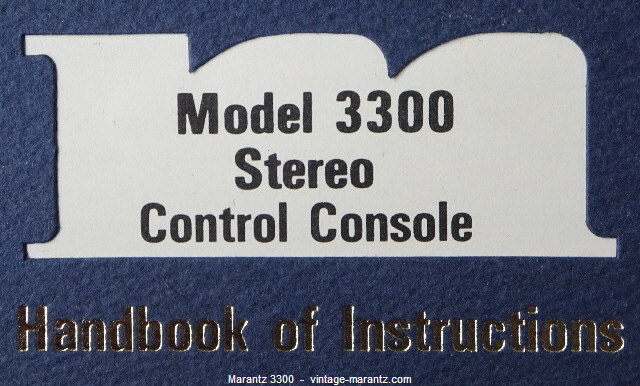 Model 3300
Stereo
Control Console
Handbook of Instructions
Marantz 3300 - vintage-marantz.com